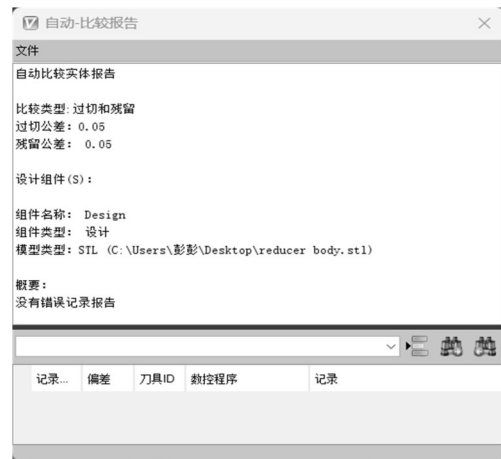 自动-比较报告
文件
自动比较实体报告
比较类型:过切和残留
过切公差: 0.05
残留公差: 0.05
设计组件(S):
组件名称: Design
组件类型: 设计
模型类型: STL (C:\Users\彭彭\Desktop\reducer body.stl)
概要:
没有错误记录报告
记录... 偏差 刀具ID 数控程序 记录